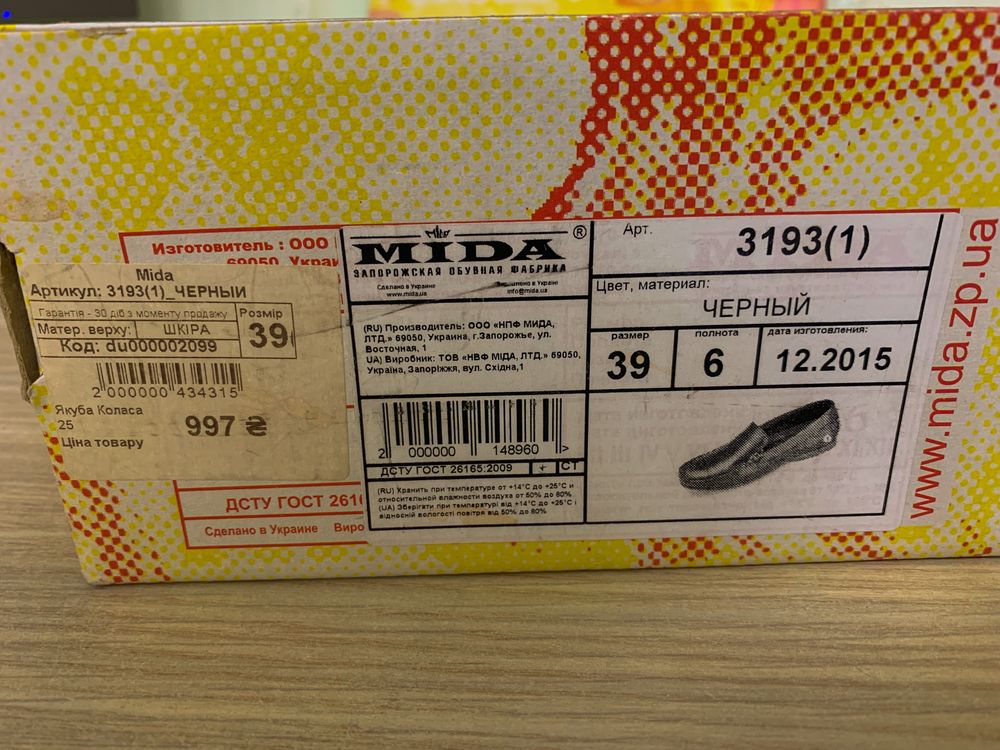 Изготовитель : ООО
69050, Украи
Mida
Артикул: 3193(1)_ЧЕРНЫЙ
Гарантія - 30 діб з моменту продажу
Розмір
Матер. верху: ШКІРА
39
Код: du000002099
2 000000 434315
Якуба Коласа
25
997 ₴
Ціна товару
ДСТУ ГОСТ 2616
Сделано в Украине Виро
MIDA ®
ЗАПОРОЖСКАЯ ОБУВНАЯ ФАБРИКА
Сделано в Украине
www.mida.ua
Виготовлено в Україні
info@mida.ua
(RU) Производитель: ООО «НПФ МИДА,
ЛТД.» 69050, Украина, г.Запорожье, ул.
Восточная, 1
UA) Виробник: ТОВ «НВФ МІДА, ЛТД.» 69050,
Україна, Запоріжжя, вул. Східна,1
2 000000 148960 >
ДСТУ ГОСТ 26165:2009
СТ
(RU) Хранить при температуре от +14°С до +25°С и
относительной влажности воздуха от 50% до 80%
(UA) Зберігати при температурі від +14°С до +25°С і
відносній вологості повітря від 50% до 80%
Арт.
3193(1)
Цвет, материал:
ЧЕРНЫЙ
размер
39
полнота
6
дата изготовления:
12.2015
www.mida.zp.ua